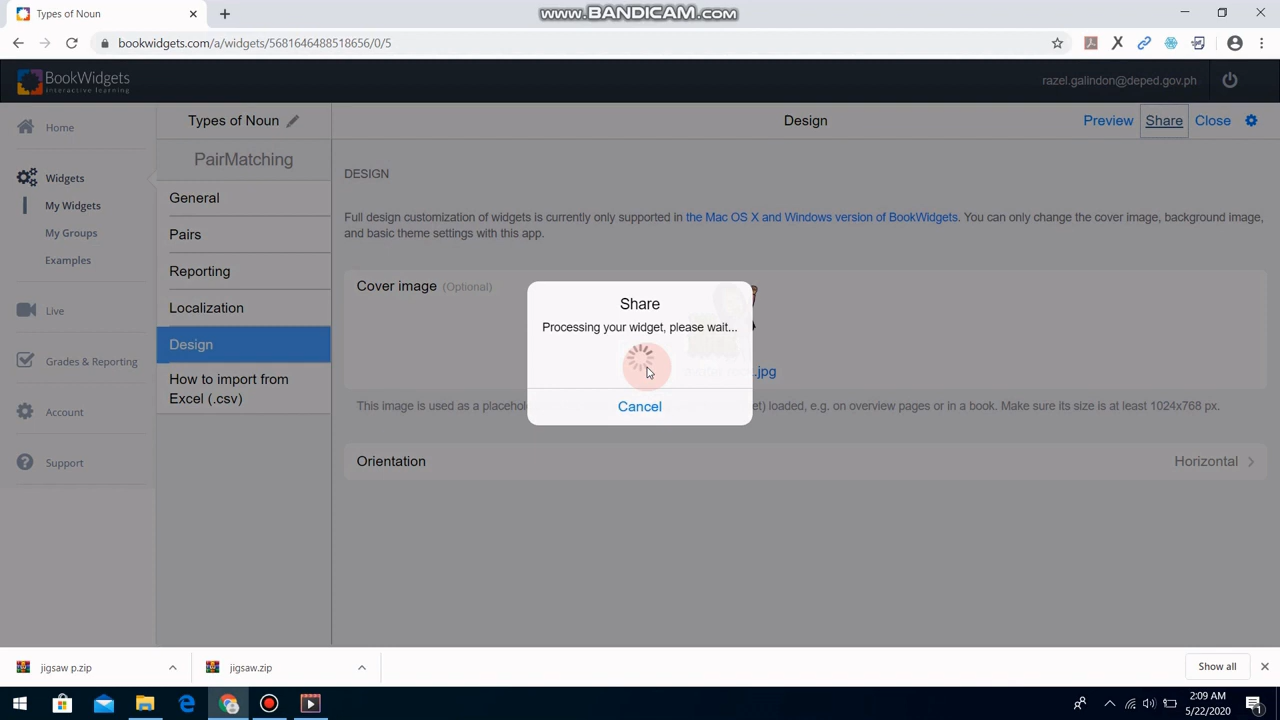 Types of Noun
www.BANDICAM.com
bookwidgets.com/a/widgets/5681646488518656/0/5
BookWidgets
interactive learning
razel.galindon@deped.gov.ph
Home
Types of Noun
Design
Preview
Share
Close
PairMatching
DESIGN
Widgets
General
My Widgets
Full design customization of widgets is currently only supported in the Mac OS X and Windows version of BookWidgets. You can only change the cover image, background image,
and basic theme settings with this app.
My Groups
Pairs
Examples
Reporting
Cover image (Optional)
Share
Live
Localization
Processing your widget, please wait...
Design
Grades & Reporting
.jpg
How to import from
Excel (.csv)
Account
This image is used as a placeho
Cancel
) loaded, e.g. on overview pages or in a book. Make sure its size is at least 1024x768 px.
Support
Orientation
Horizontal
jigsaw p.zip
jigsaw.zip
Show all
2:09 AM
5/22/2020
1